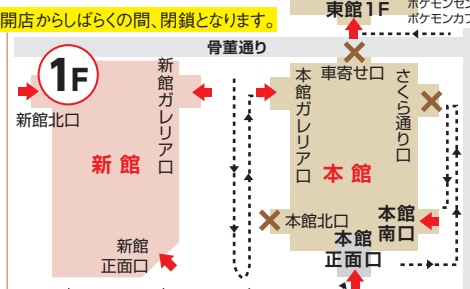 開店からしばらくの間、閉鎖となります。
東館1F
ポケモンセン
ポケモンカフ
骨董通り
1F
新館北口
新館ガレリア口
新館
新館
正面口
車寄せ口
本館ガレリア口
さくら通り口
本館
本館北口
本館
南口
本館
正面口